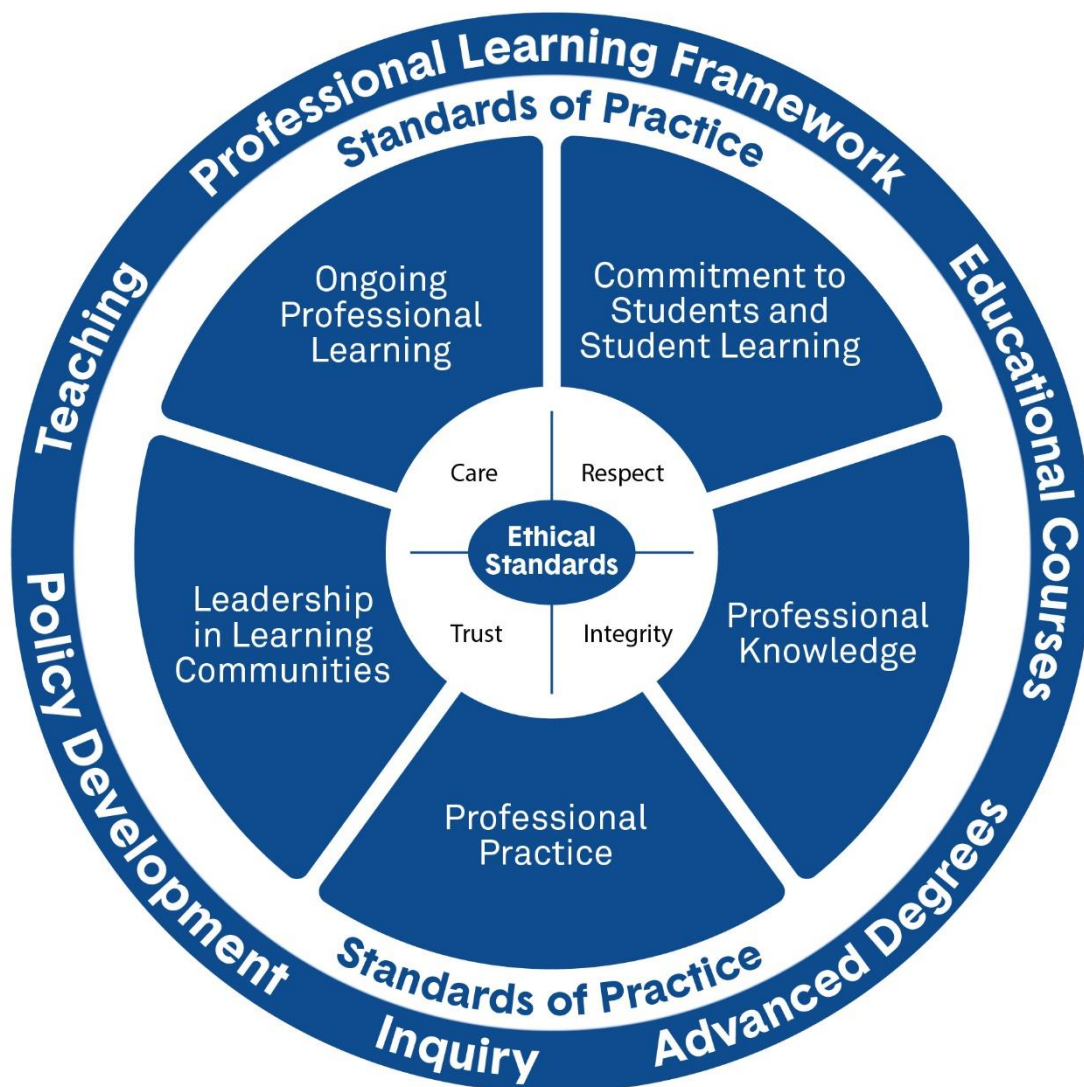 Professional Learning Framework
Educational Courses
Advanced Degrees
Inquiry
Policy Development
Teaching
Standards of Practice
Commitment to
Students and
Student Learning
Professional
Knowledge
Professional
Practice
Leadership
in Learning
Communities
Ongoing
Professional
Learning
Care
Respect
Ethical
Standards
Trust
Integrity
Standards of Practice